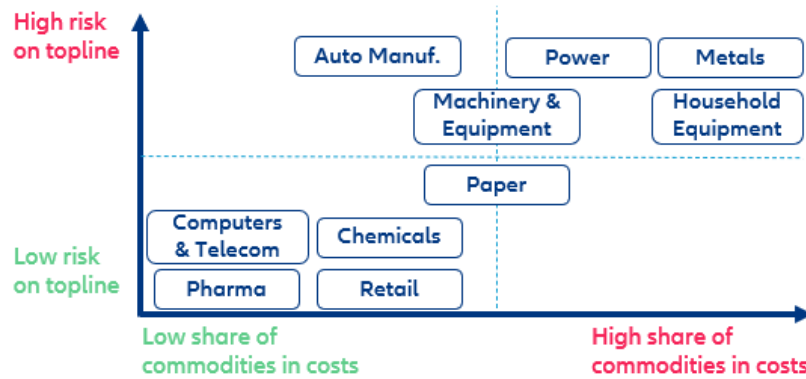 High risk
on topline
Auto Manuf.
Power
Metals
Machinery &
Equipment
Household
Equipment
Paper
Computers
& Telecom
Chemicals
Low risk
on topline
Pharma
Retail
Low share of
commodities in costs
High share of
commodities in costs